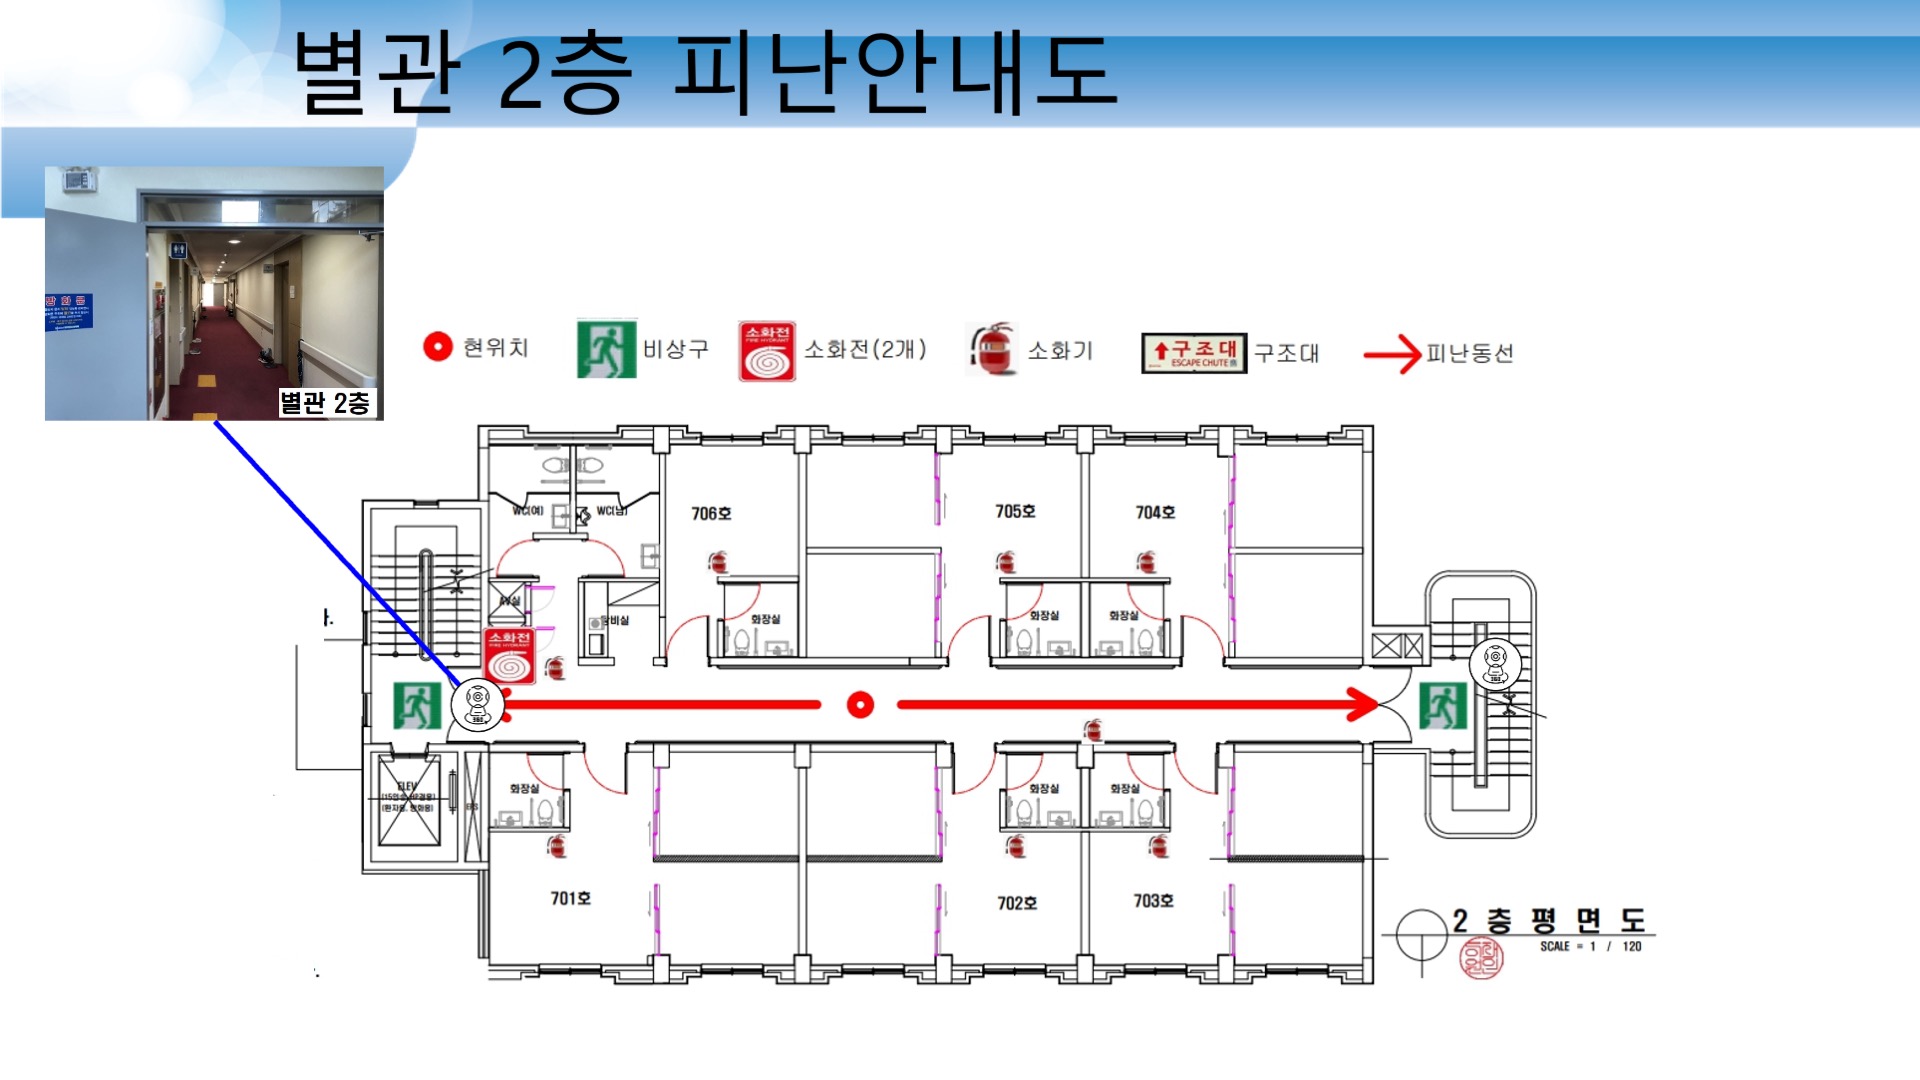 별관 2층 피난안내도
방 화 문
별관 2층
현위치
비상구
소화전
FIRE HYDRANT
소화전(2개)
소화기
구조대
ESCAPE CHUTE
구조대
피난동선
WC(여)
WC(남)
706호
705호
704호
화장실
화장실
화장실
소화전
FIRE HYDRANT
ELEV
화장실
화장실
화장실
701호
702호
703호
2 층 평 면 도
SCALE = 1 / 120